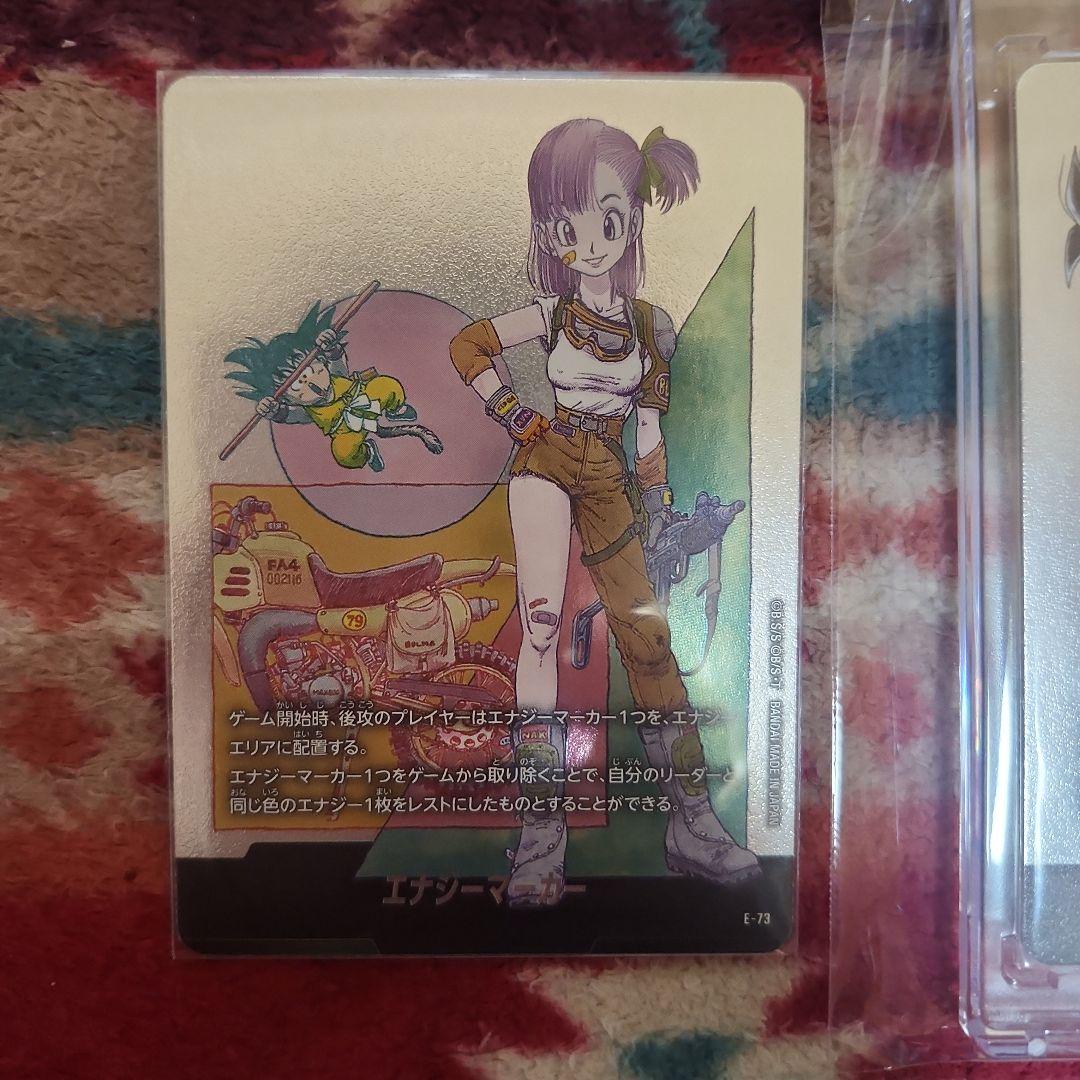 FA4
002116
79
BULMA
NAK
ゲーム開始時、後攻のプレイヤーはエナジーマーカー1つを、エナジー
エリアに配置する。
エナジーマーカー1つをゲームから取り除くことで、自分のリーダーと
同じ色のエナジー1枚をレストにしたものとすることができる。
エナジーマーカー
E-73
©B.S/S ©B/S・T BANDAI MADE IN JAPAN